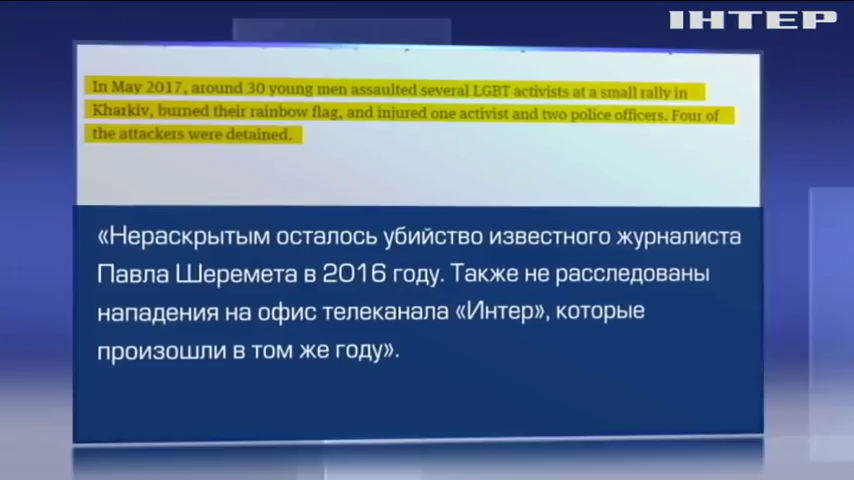 ІНТЕР
In May 2017, around 30 young men assaulted several LGBT activists at a small rally in
Kharkiv, burned their rainbow flag, and injured one activist and two police officers. Four of
the attackers were detained.
«Нераскрытым осталось убийство известного журналиста
Павла Шеремета в 2016 году. Также не расследованы
нападения на офис телеканала «Интер», которые
произошли в том же году».